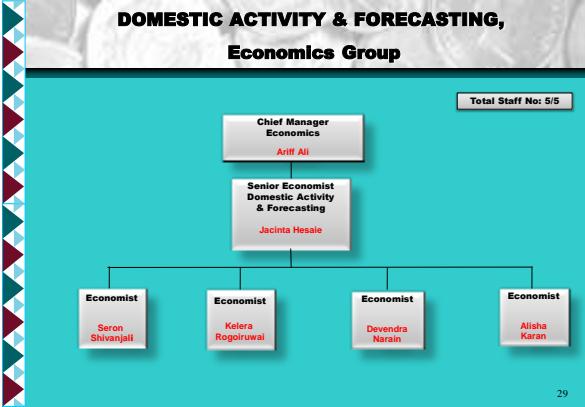 DOMESTIC ACTIVITY & FORECASTING,
Economics Group
Total Staff No: 5/5
Chief Manager
Economics
Ariff Ali
Senior Economist
Domestic Activity
& Forecasting
Jacinta Hesaie
Economist
Seron
Shivanjali
Economist
Kelera
Rogoiruwai
Economist
Devendra
Narain
Economist
Alisha
Karan
29